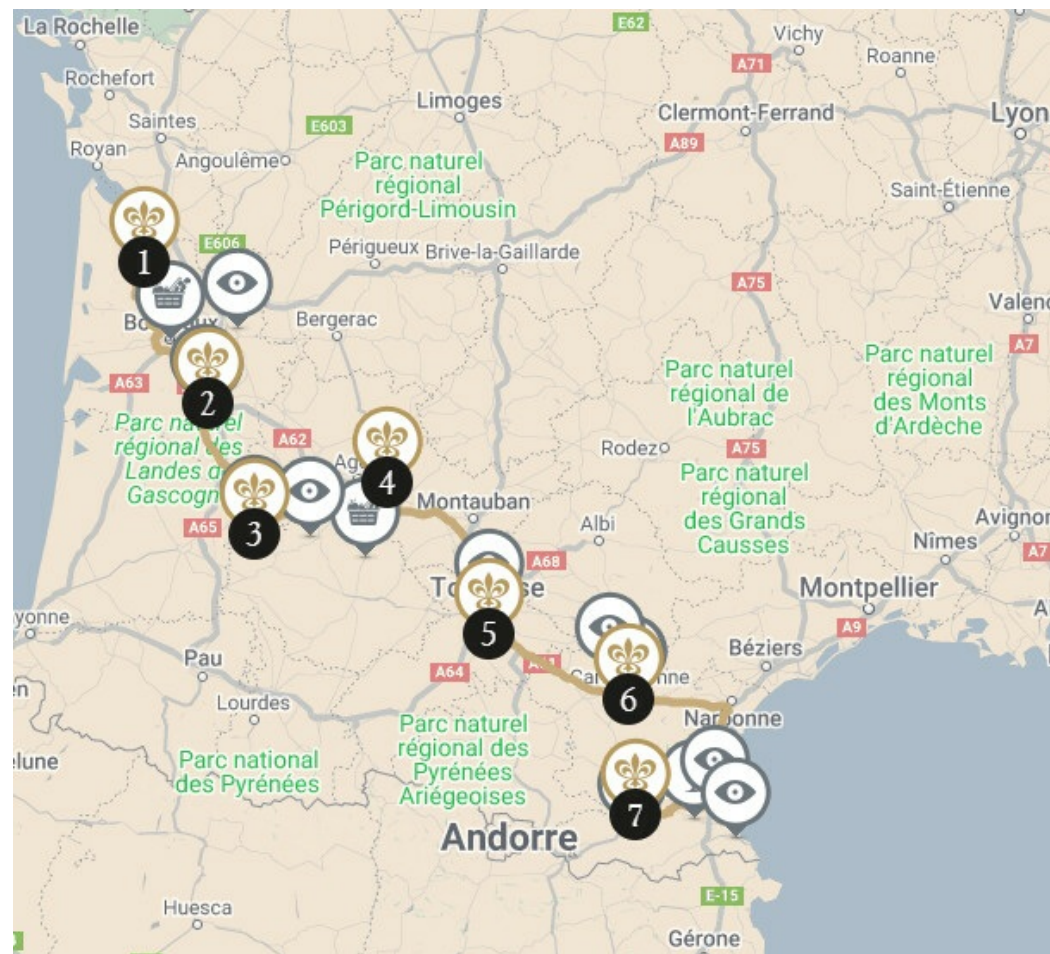 La Rochelle
E62
Vichy
A71
Roanne
Rochefort
Limoges
Clermont-Ferrand
Lyon
Saintes
E603
Royan
Angoulême
A89
Parc naturel
régional
Périgord-Limousin
Saint-Étienne
E606
Périgueux
Brive-la-Gaillarde
1
A75
Bergerac
A7
A63
Parc naturel
régional de
l'Aubrac
Parc naturel
régional
des Monts
d'Ardèche
2
A62
Rodez
A75
4
Montauban
Parc naturel
régional
des Grands
Causses
A65
3
Albi
Nîmes
A68
A7
Montpellier
5
A9
Béziers
Pau
A64
6
Lourdes
Parc naturel
régional des
Pyrénées
Ariégeoises
Parc national
des Pyrénées
7
Andorre
E-15
Huesca
Gérone